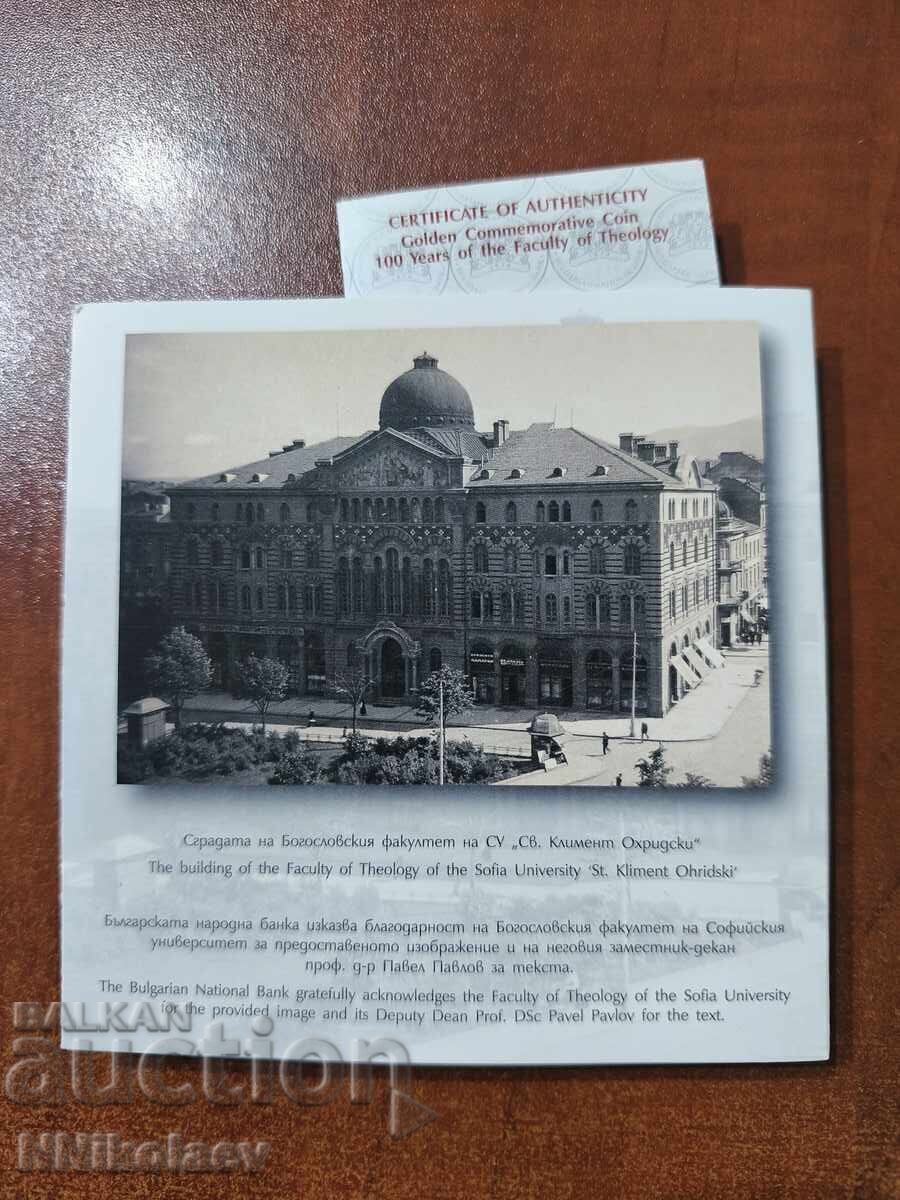 CERTIFICATE OF AUTHENTICITY
Golden Commemorative Coin
100 Years of the Faculty of Theology
Сградата на Богословския факултет на СУ „Св. Климент Охридски“
The building of the Faculty of Theology of the Sofia University ‘St. Kliment Ohridski’
Българската народна банка изказва благодарност на Богословския факултет на Софийския
университет за предоставеното изображение и на неговия заместник-декан
проф. д-р Павел Павлов за текста.
The Bulgarian National Bank gratefully acknowledges the Faculty of Theology of the Sofia University
for the provided image and its Deputy Dean Prof. DSc Pavel Pavlov for the text.
BALKAN
auction
NNikolaev